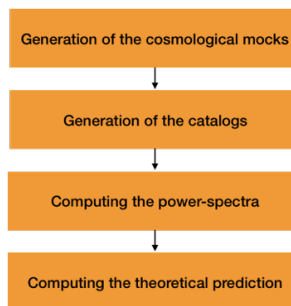 Generation of the cosmological mocks
Generation of the catalogs
Computing the power-spectra
Computing the theoretical prediction